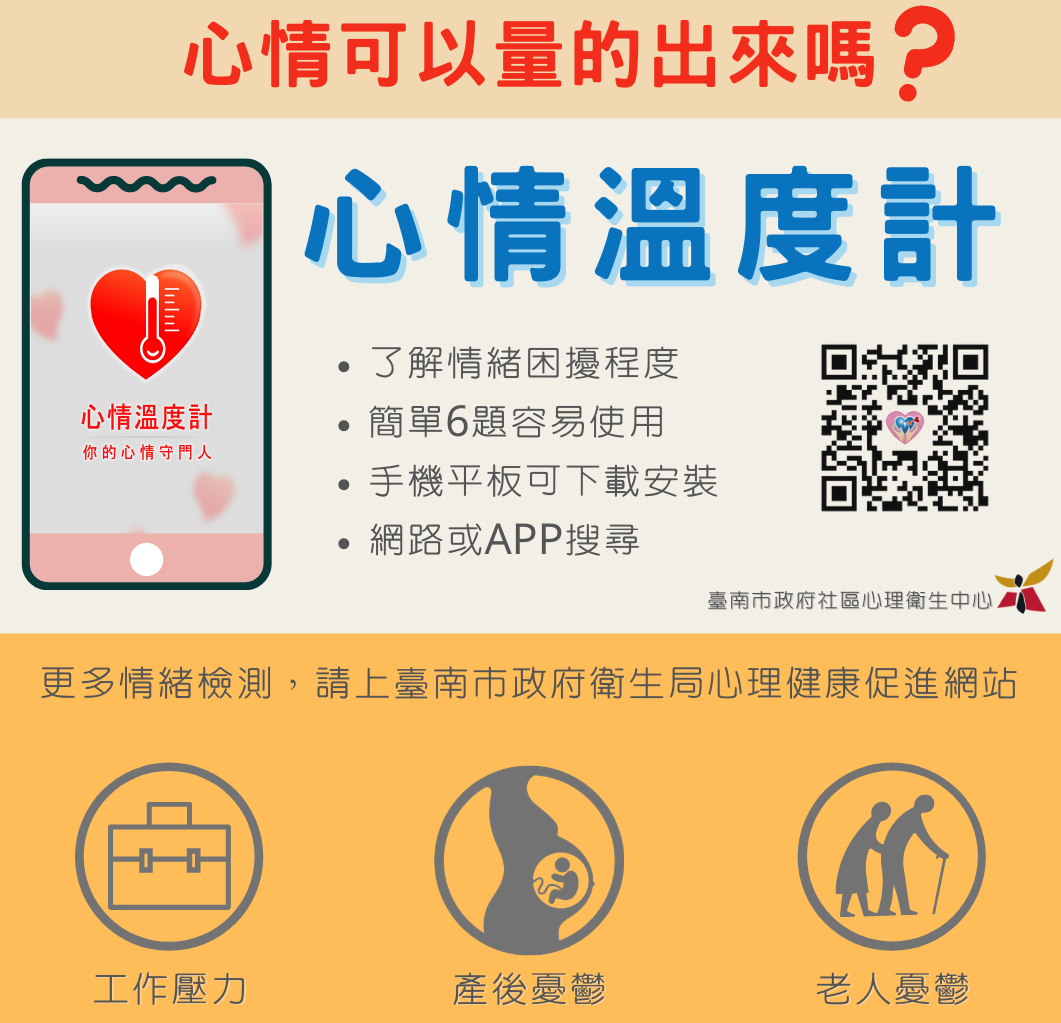 心情可以量的出來嗎?
心情溫度計
心情溫度計
你的心情守門人
• 了解情緒困擾程度
• 簡單6題容易使用
• 手機平板可下載安裝
• 網路或APP搜尋
臺南市政府社區心理衛生中心
更多情緒檢測，請上臺南市政府衛生局心理健康促進網站
工作壓力
產後憂鬱
老人憂鬱